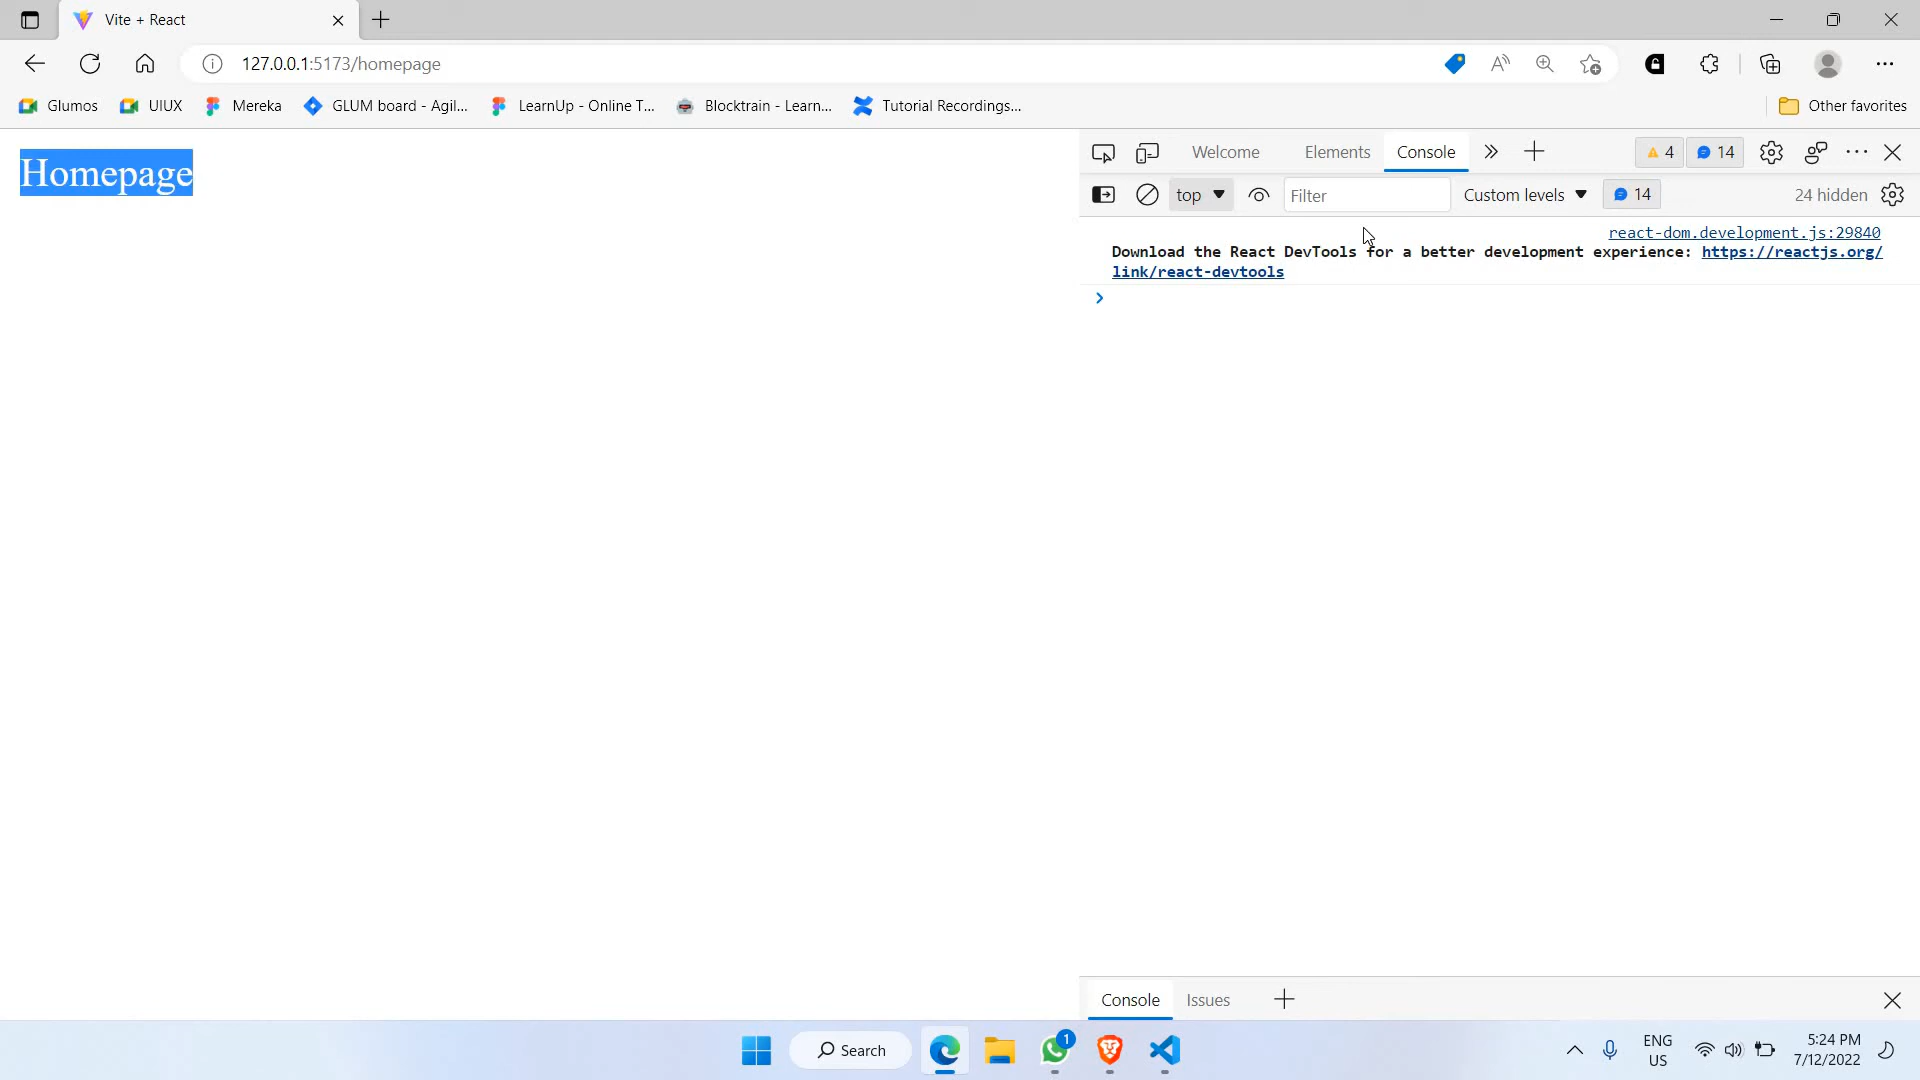 Vite + React
127.0.0.1:5173/homepage
Glumos UIUX Mereka GLUM board - Agil... LearnUp - Online T... Blocktrain - Learn... Tutorial Recordings... Other favorites
Homepage
Welcome Elements Console 4 14
top Filter Custom levels 14 24 hidden
react-dom.development.js:29840
Download the React DevTools for a better development experience: https://reactjs.org/
link/react-devtools
Console Issues
Search 1
ENG
US
5:24 PM
7/12/2022